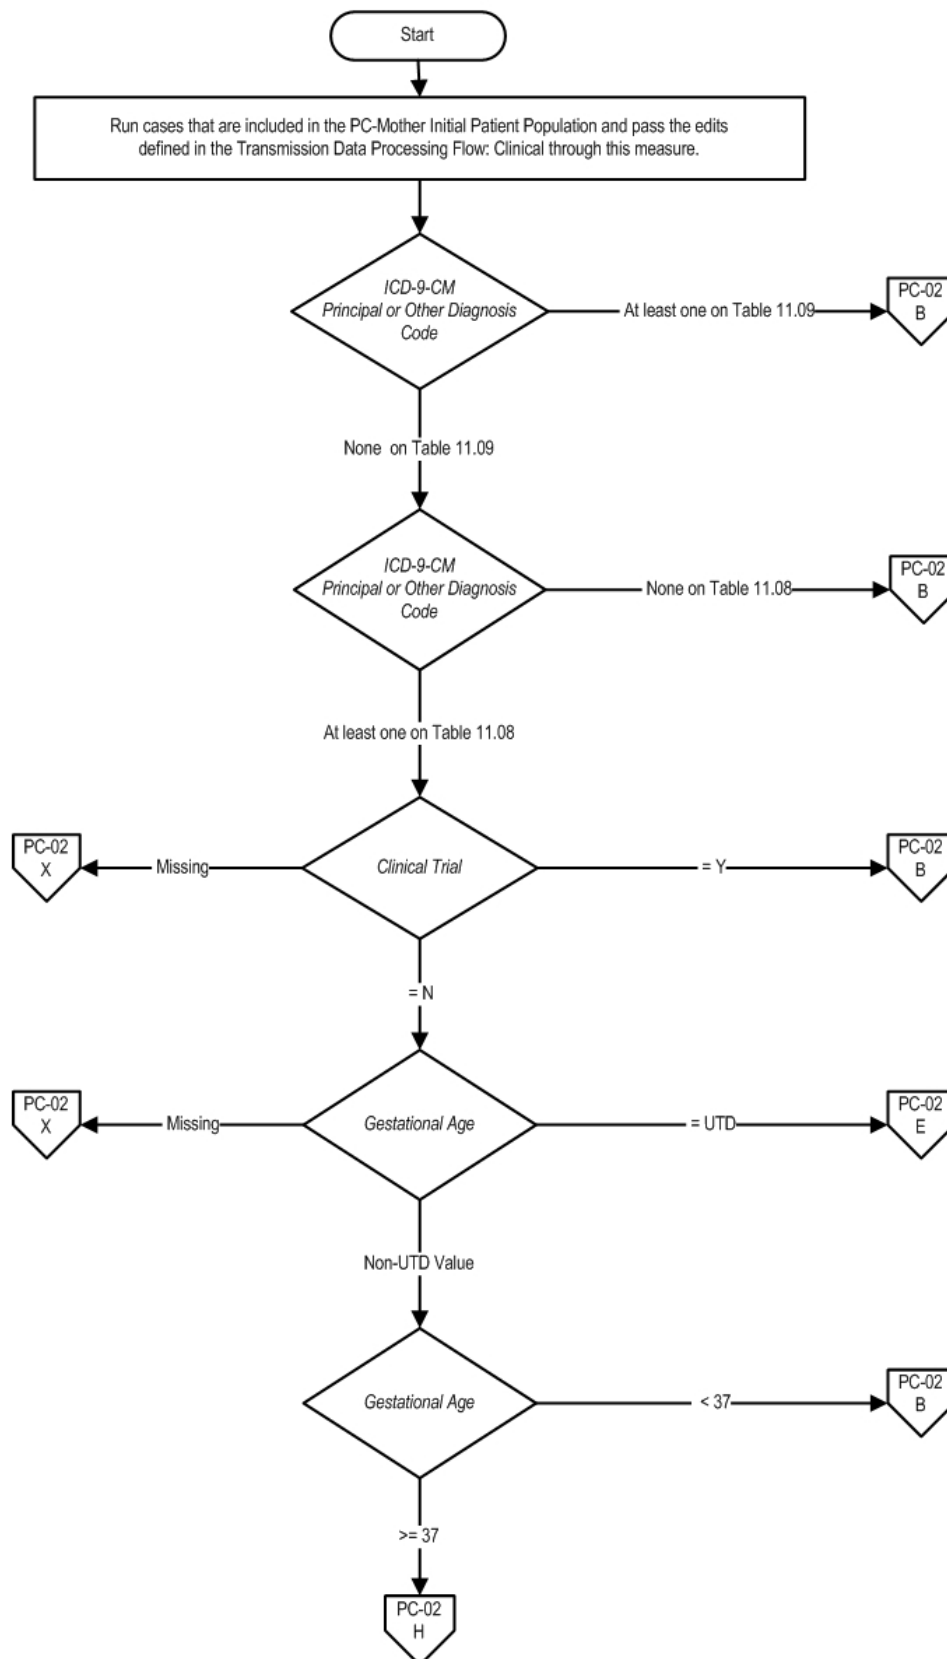 Start
Run cases that are included in the PC-Mother Initial Patient Population and pass the edits
defined in the Transmission Data Processing Flow: Clinical through this measure.
ICD-9-CM
Principal or Other Diagnosis
Code
At least one on Table 11.09
PC-02
B
None on Table 11.09
ICD-9-CM
Principal or Other Diagnosis
Code
None on Table 11.08
PC-02
B
At least one on Table 11.08
PC-02
X
Missing
Clinical Trial
= Y
PC-02
B
= N
PC-02
X
Missing
Gestational Age
= UTD
PC-02
E
Non-UTD Value
Gestational Age
< 37
PC-02
B
>= 37
PC-02
H